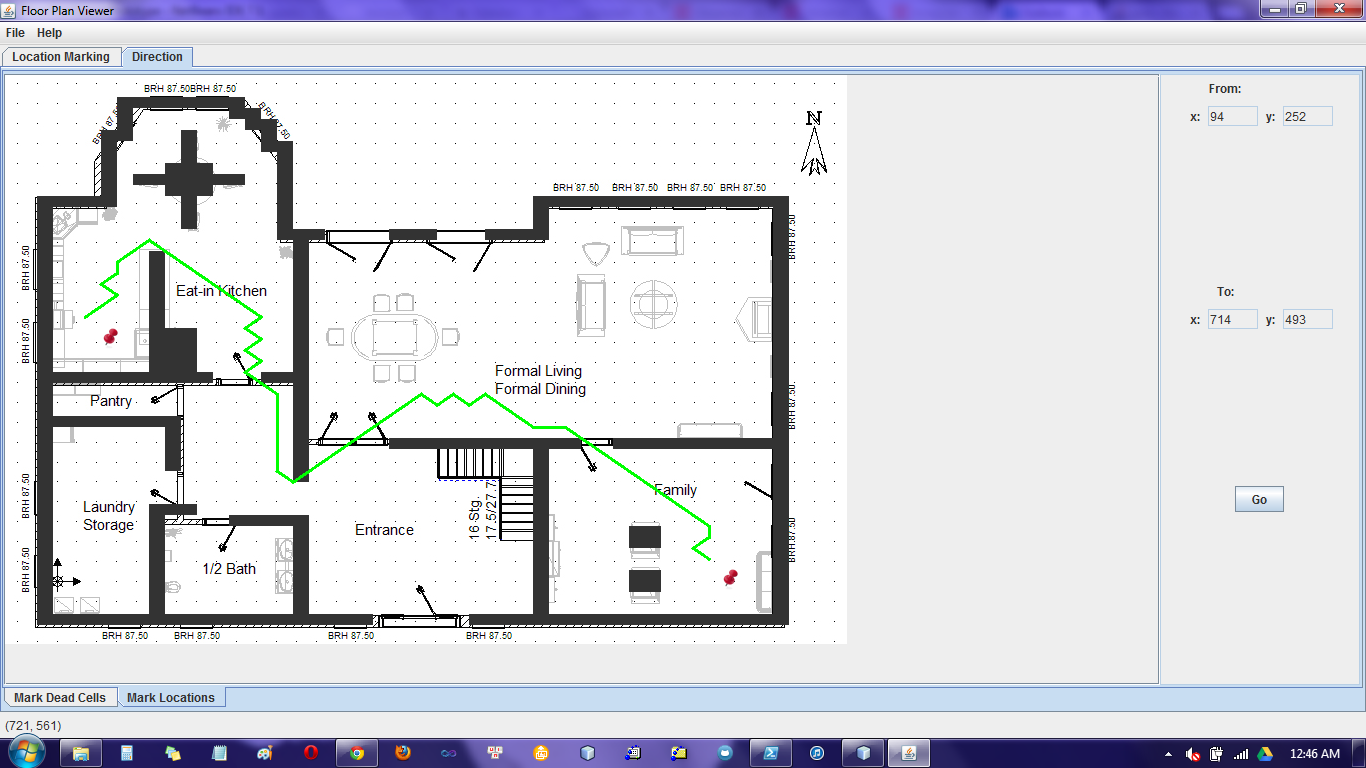 Floor Plan Viewer
File Help
Location Marking Direction
From:
x: 94 y: 252
To:
x: 714 y: 493
Go
BRH 87.50BRH 87.50
BRH 87.50
BRH 87.50
N
BRH 87.50 BRH 87.50 BRH 87.50 BRH 87.50
BRH 87.50
BRH 87.50
Eat-in Kitchen
BRH 87.50
Formal Living
Formal Dining
BRH 87.50
Pantry
Family
BRH 87.50
Laundry
Storage
16 Stg.
17.5/27.7
Entrance
BRH 87.50
1/2 Bath
BRH 87.50
BRH 87.50 BRH 87.50 BRH 87.50 BRH 87.50
Mark Dead Cells Mark Locations
(721, 561)
12:46 AM